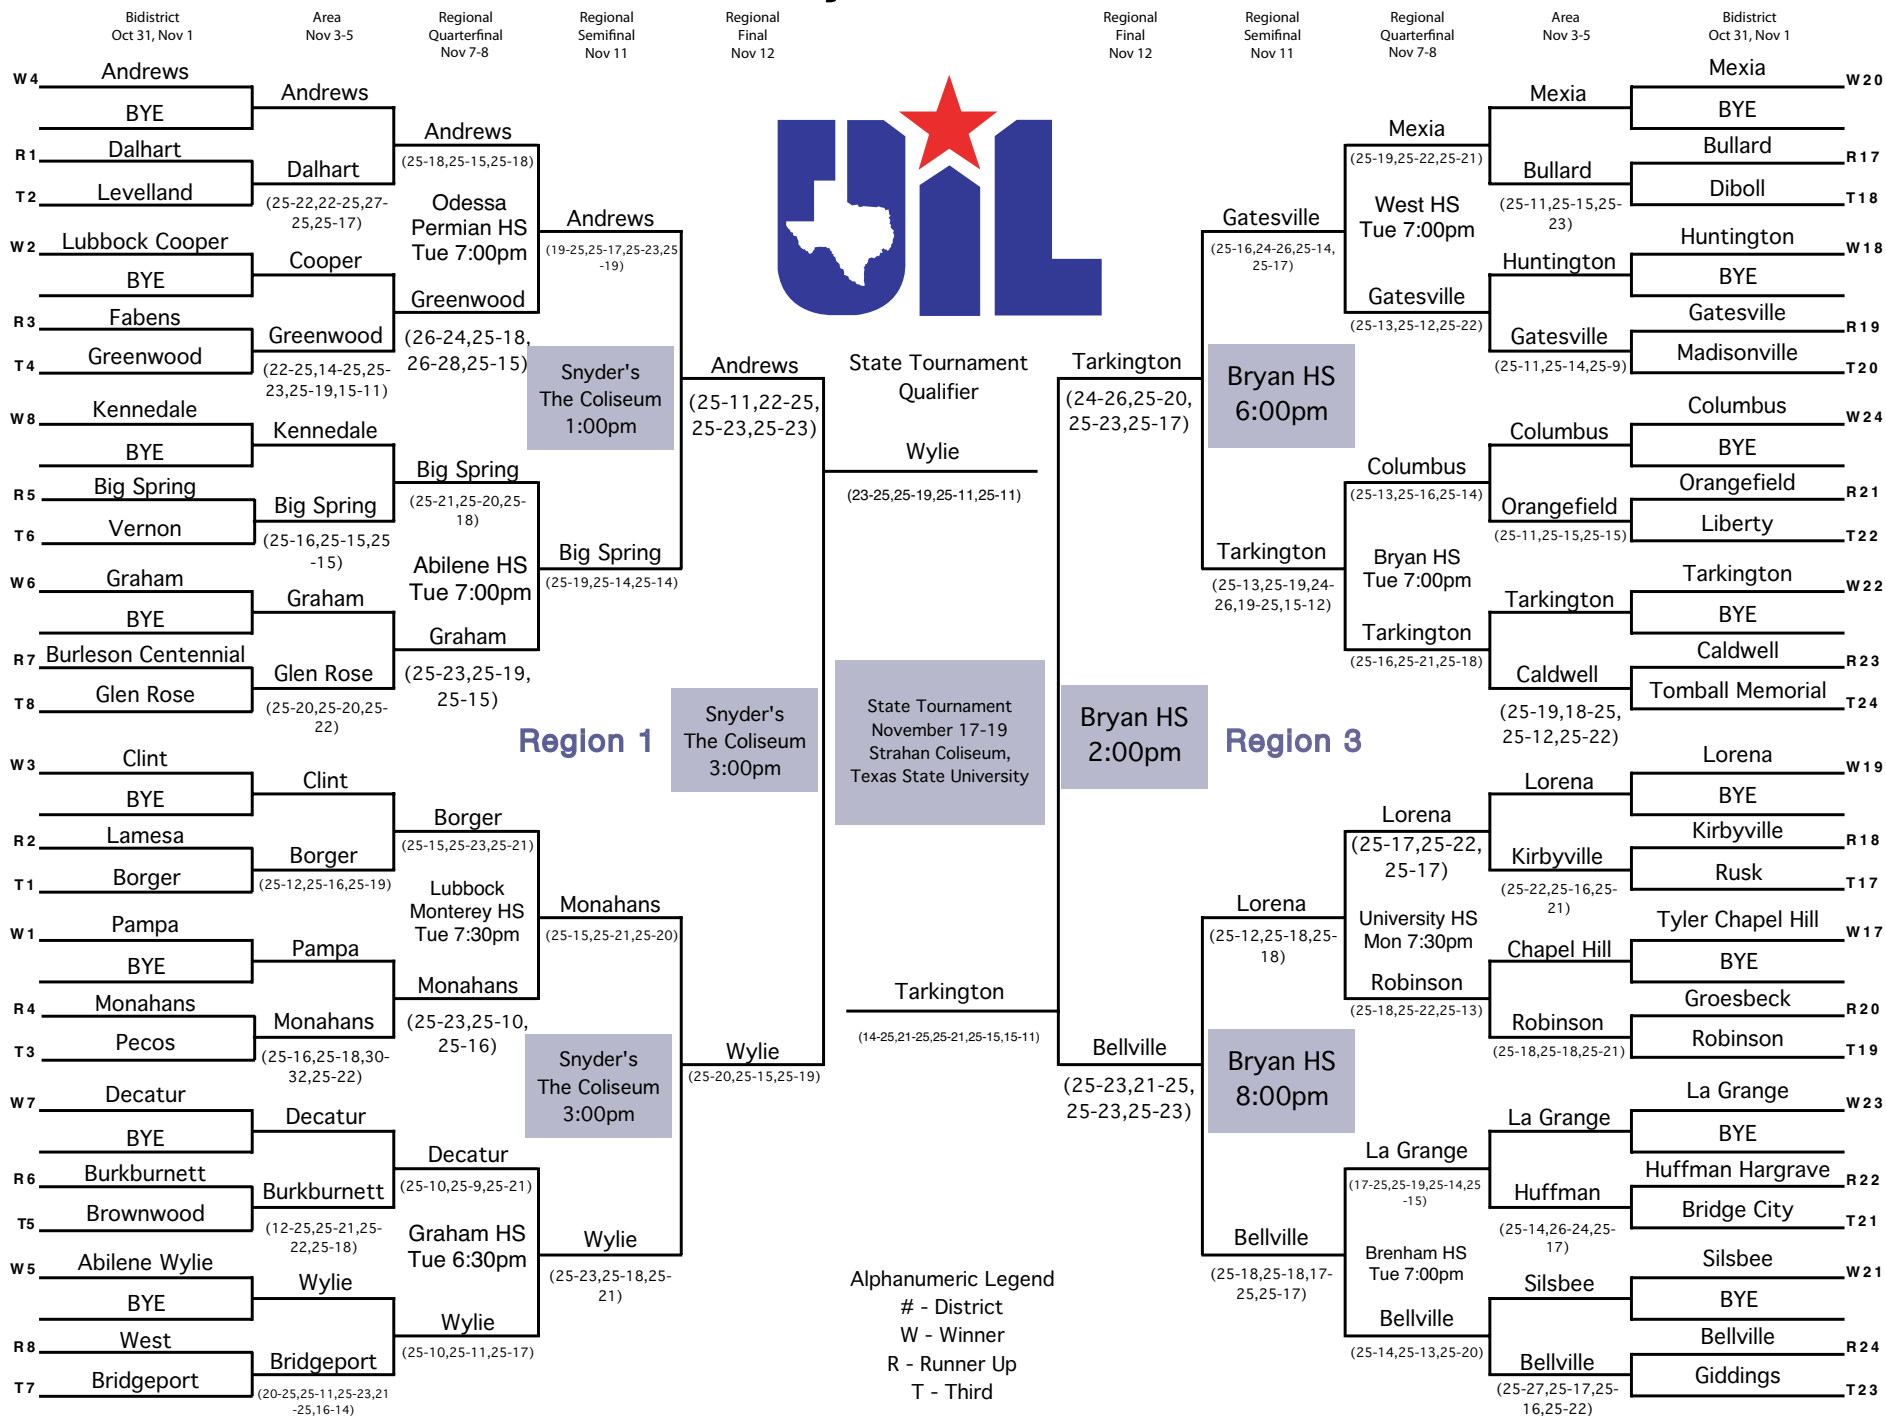 Bidistrict
Oct 31, Nov 1
Area
Nov 3-5
Regional
Quarterfinal
Nov 7-8
Regional
Semifinal
Nov 11
Regional
Final
Nov 12
Regional
Final
Nov 12
Regional
Semifinal
Nov 11
Regional
Quarterfinal
Nov 7-8
Area
Nov 3-5
Bidistrict
Oct 31, Nov 1
W4 Andrews
BYE
R1 Dalhart
T2 Levelland
W2 Lubbock Cooper
BYE
R3 Fabens
T4 Greenwood
W8 Kennedale
BYE
R5 Big Spring
T6 Vernon
W6 Graham
BYE
R7 Burleson Centennial
T8 Glen Rose
W3 Clint
BYE
R2 Lamesa
T1 Borger
W1 Pampa
BYE
R4 Monahans
T3 Pecos
W7 Decatur
BYE
R6 Burkburnett
T5 Brownwood
W5 Abilene Wylie
BYE
R8 West
T7 Bridgeport
Andrews
Dalhart
(25-22,22-25,27-
25,25-17)
Cooper
Greenwood
(22-25,14-25,25-
23,25-19,15-11)
Kennedale
Big Spring
(25-16,25-15,25
-15)
Graham
Glen Rose
(25-20,25-20,25-
22)
Clint
Borger
(25-12,25-16,25-19)
Pampa
Monahans
(25-16,25-18,30-
32,25-22)
Decatur
Burkburnett
(12-25,25-21,25-
22,25-18)
Wylie
Bridgeport
(20-25,25-11,25-23,21
-25,16-14)
Andrews
(25-18,25-15,25-18)
Odessa
Permian HS
Tue 7:00pm
Greenwood
(26-24,25-18,
26-28,25-15)
Big Spring
(25-21,25-20,25-
18)
Abilene HS
Tue 7:00pm
Graham
(25-23,25-19,
25-15)
Borger
(25-15,25-23,25-21)
Lubbock
Monterey HS
Tue 7:30pm
Monahans
(25-23,25-10,
25-16)
Decatur
(25-10,25-9,25-21)
Graham HS
Tue 6:30pm
Wylie
(25-10,25-11,25-17)
Andrews
(19-25,25-17,25-23,25
-19)
Snyder's
The Coliseum
1:00pm
Big Spring
(25-19,25-14,25-14)
Region 1
Monahans
(25-15,25-21,25-20)
Snyder's
The Coliseum
3:00pm
Wylie
(25-23,25-18,25-
21)
Andrews
(25-11,22-25,
25-23,25-23)
Snyder's
The Coliseum
3:00pm
Wylie
(25-20,25-15,25-19)
UIL
State Tournament
Qualifier
Wylie
(23-25,25-19,25-11,25-11)
State Tournament
November 17-19
Strahan Coliseum,
Texas State University
Tarkington
(14-25,21-25,25-21,25-15,15-11)
Alphanumeric Legend
# - District
W - Winner
R - Runner Up
T - Third
Tarkington
(24-26,25-20,
25-23,25-17)
Bryan HS
2:00pm
Bellville
(25-23,21-25,
25-23,25-23)
Gatesville
(25-16,24-26,25-14,
25-17)
Bryan HS
6:00pm
Tarkington
(25-13,25-19,24-
26,19-25,15-12)
Region 3
Lorena
(25-12,25-18,25-
18)
Bryan HS
8:00pm
Bellville
(25-18,25-18,17-
25,25-17)
Mexia
(25-19,25-22,25-21)
West HS
Tue 7:00pm
Gatesville
(25-13,25-12,25-22)
Columbus
(25-13,25-16,25-14)
Bryan HS
Tue 7:00pm
Tarkington
(25-16,25-21,25-18)
Lorena
(25-17,25-22,
25-17)
University HS
Mon 7:30pm
Robinson
(25-18,25-22,25-13)
La Grange
(17-25,25-19,25-14,25
-15)
Brenham HS
Tue 7:00pm
Bellville
(25-14,25-13,25-20)
Mexia
Bullard
(25-11,25-15,25-
23)
Huntington
Gatesville
(25-11,25-14,25-9)
Columbus
Orangefield
(25-11,25-15,25-15)
Tarkington
Caldwell
(25-19,18-25,
25-12,25-22)
Lorena
Kirbyville
(25-22,25-16,25-
21)
Chapel Hill
Robinson
(25-18,25-18,25-21)
La Grange
Huffman
(25-14,26-24,25-
17)
Silsbee
Bellville
(25-27,25-17,25-
16,25-22)
Mexia W20
BYE
Bullard R17
Diboll T18
Huntington W18
BYE
Gatesville R19
Madisonville T20
Columbus W24
BYE
Orangefield R21
Liberty T22
Tarkington W22
BYE
Caldwell R23
Tomball Memorial T24
Lorena W19
BYE
Kirbyville R18
Rusk T17
Tyler Chapel Hill W17
BYE
Groesbeck R20
Robinson T19
La Grange W23
BYE
Huffman Hargrave R22
Bridge City T21
Silsbee W21
BYE
Bellville R24
Giddings T23